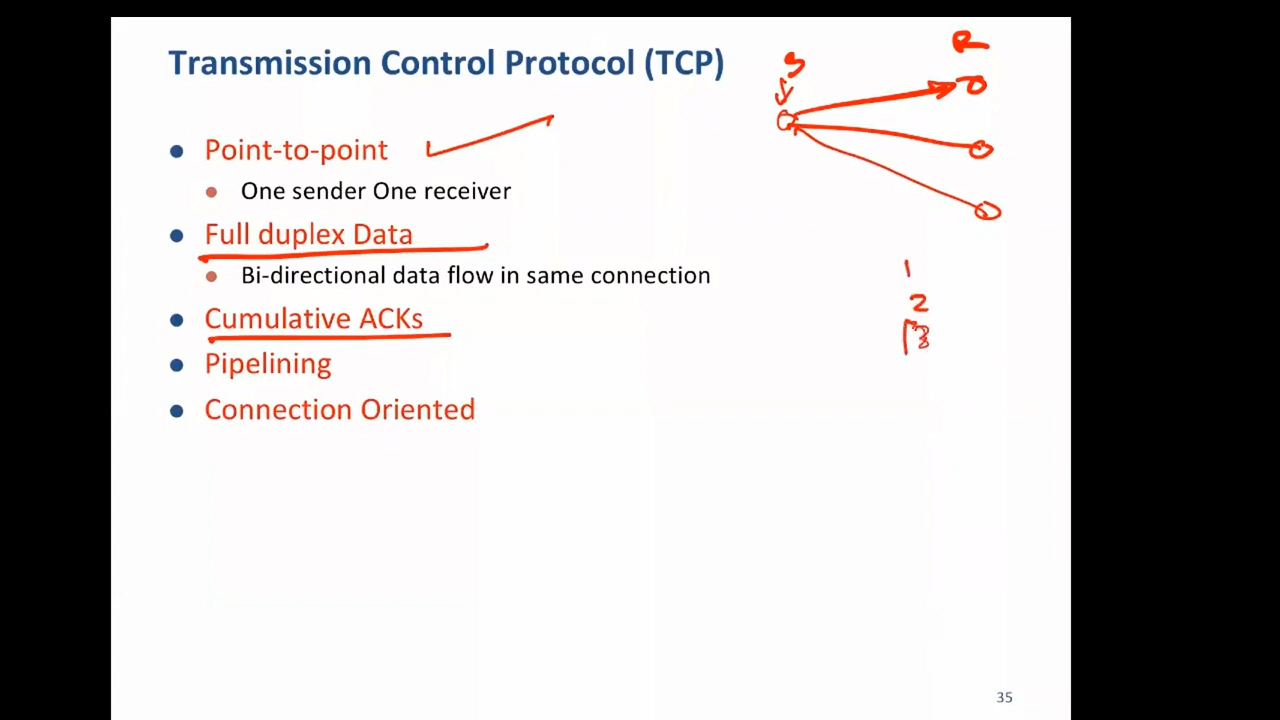 Transmission Control Protocol (TCP)
S
R
Point-to-point
One sender One receiver
Full duplex Data
Bi-directional data flow in same connection
1
2
3
Cumulative ACKs
Pipelining
Connection Oriented
35